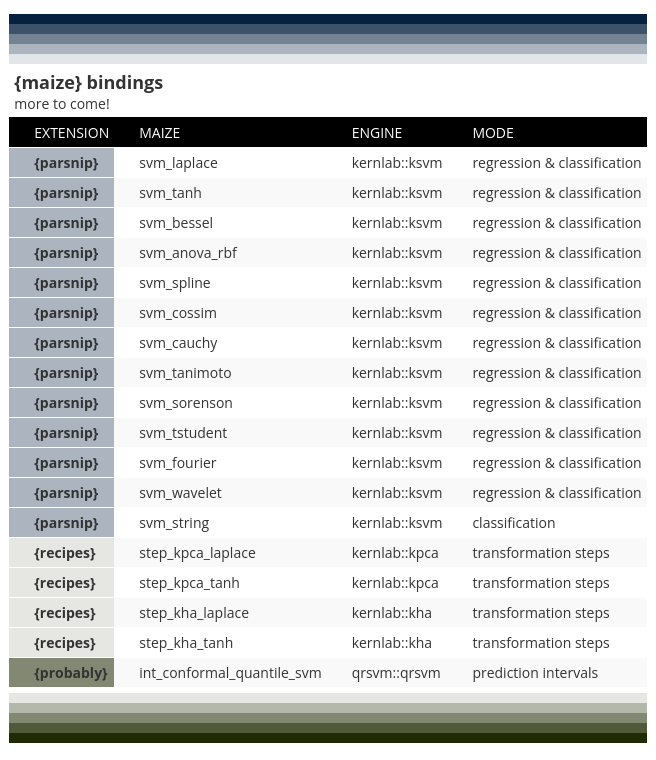 {maize} bindings
more to come!
EXTENSION MAIZE ENGINE MODE
{parsnip} svm_laplace kernlab::ksvm regression & classification
{parsnip} svm_tanh kernlab::ksvm regression & classification
{parsnip} svm_bessel kernlab::ksvm regression & classification
{parsnip} svm_anova_rbf kernlab::ksvm regression & classification
{parsnip} svm_spline kernlab::ksvm regression & classification
{parsnip} svm_cossim kernlab::ksvm regression & classification
{parsnip} svm_cauchy kernlab::ksvm regression & classification
{parsnip} svm_tanimoto kernlab::ksvm regression & classification
{parsnip} svm_sorenson kernlab::ksvm regression & classification
{parsnip} svm_tstudent kernlab::ksvm regression & classification
{parsnip} svm_fourier kernlab::ksvm regression & classification
{parsnip} svm_wavelet kernlab::ksvm regression & classification
{parsnip} svm_string kernlab::ksvm classification
{recipes} step_kpca_laplace kernlab::kpca transformation steps
{recipes} step_kpca_tanh kernlab::kpca transformation steps
{recipes} step_kha_laplace kernlab::kha transformation steps
{recipes} step_kha_tanh kernlab::kha transformation steps
{probably} int_conformal_quantile_svm qrsvm::qrsvm prediction intervals